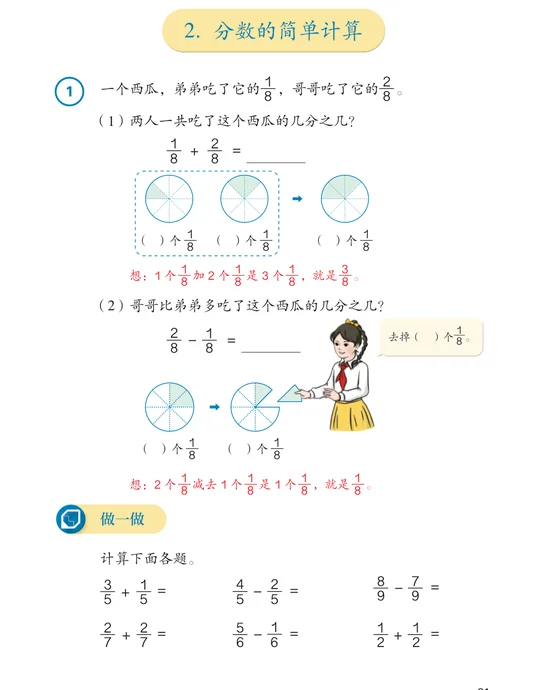 2. 分数的简单计算
1 一个西瓜，弟弟吃了它的1/8，哥哥吃了它的2/8。
（1）两人一共吃了这个西瓜的几分之几？
1/8 + 2/8 = ______
（ ）个1/8 （ ）个1/8 （ ）个1/8
想：1个1/8加2个1/8是3个1/8，就是3/8。
（2）哥哥比弟弟多吃了这个西瓜的几分之几？
2/8 - 1/8 = ______
去掉（ ）个1/8。
（ ）个1/8 （ ）个1/8
想：2个1/8减去1个1/8是1个1/8，就是1/8。
做一做
计算下面各题。
3/5 + 1/5 = 4/5 - 2/5 = 8/9 - 7/9 =
2/7 + 2/7 = 5/6 - 1/6 = 1/2 + 1/2 =